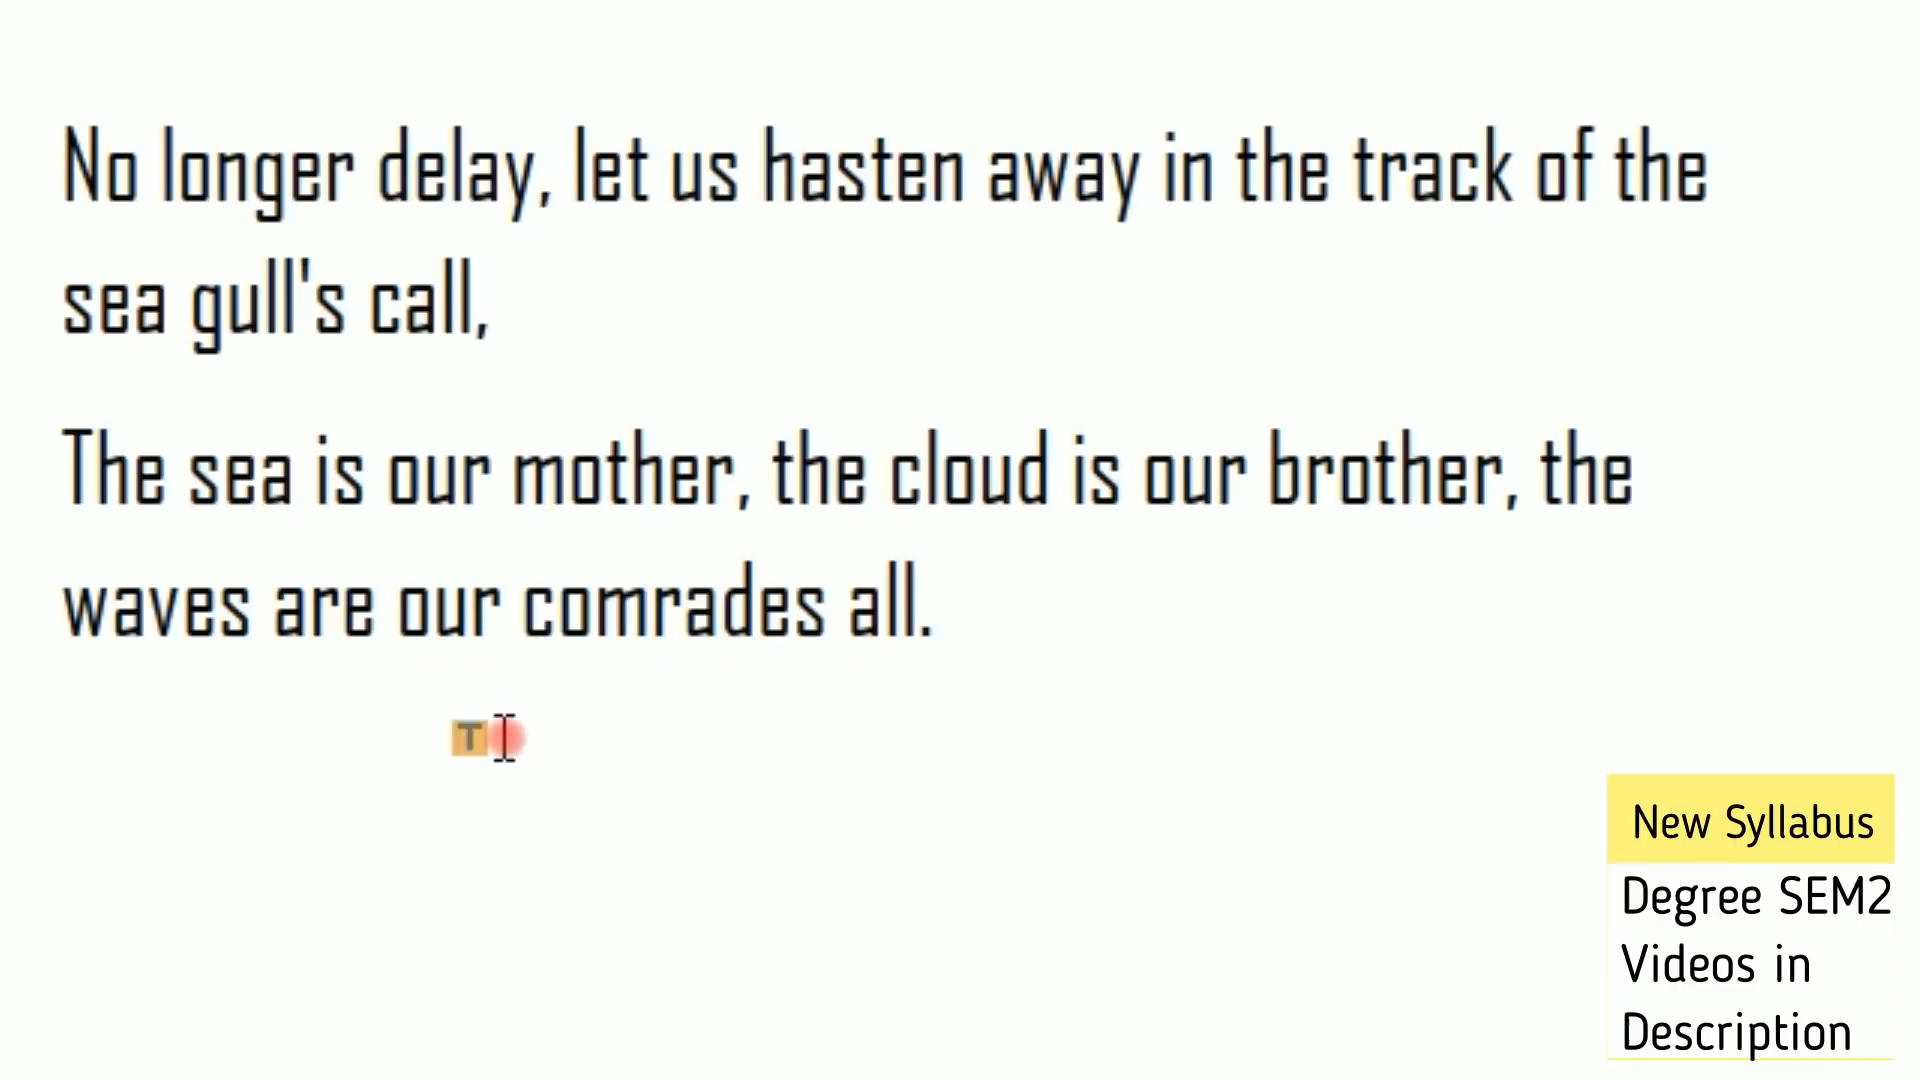 No longer delay, let us hasten away in the track of the
sea gull's call,
The sea is our mother, the cloud is our brother, the
waves are our comrades all.
T
New Syllabus
Degree SEM2
Videos in
Description